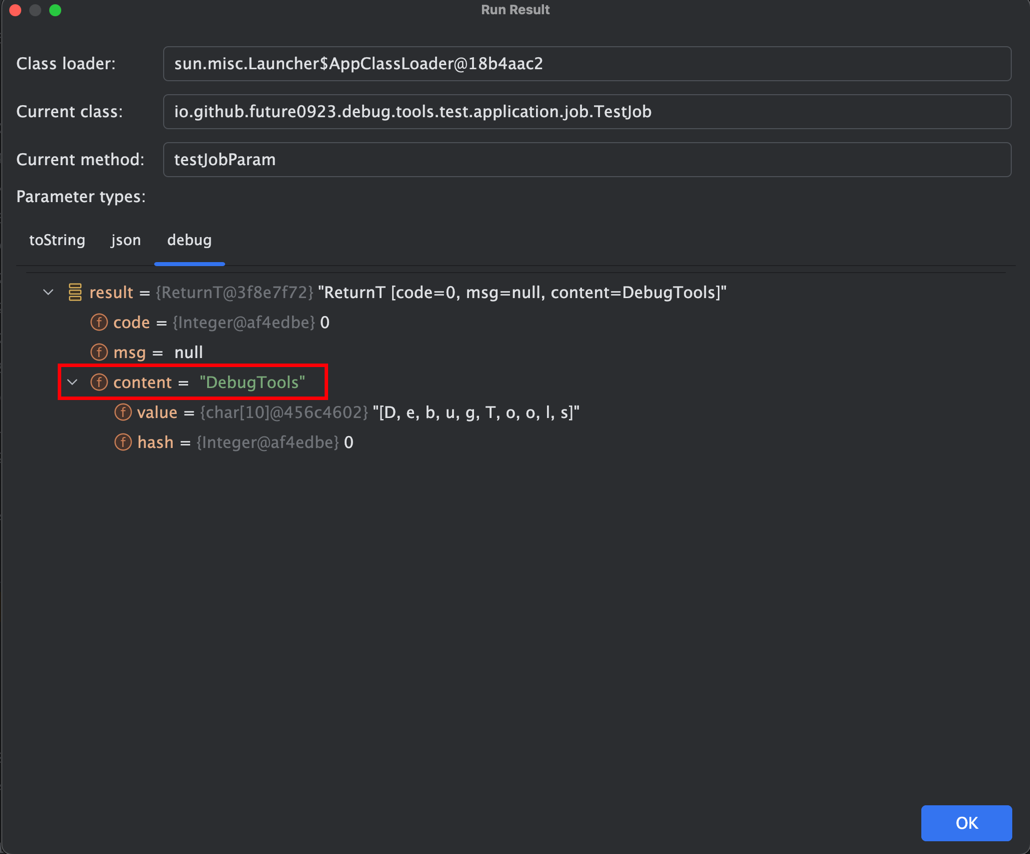 Run Result
Class loader: sun.misc.Launcher$AppClassLoader@18b4aac2
Current class: io.github.future0923.debug.tools.test.application.job.TestJob
Current method: testJobParam
Parameter types:
toString json debug
result = {ReturnT@3f8e7f72} "ReturnT [code=0, msg=null, content=DebugTools]"
f code = {Integer@af4edbe} 0
f msg = null
f content = "DebugTools"
f value = {char[10]@456c4602} "[D, e, b, u, g, T, o, o, l, s]"
f hash = {Integer@af4edbe} 0
OK